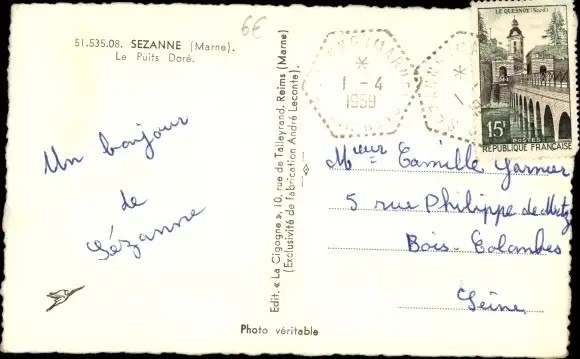 6€
51.535.08. SEZANNE (Marne).
Le Puits Doré.
Un bonjour
de
Sézanne
Edit. « La Cigogne », 10, rue de Talleyrand, Reims (Marne)
(Exclusivité de fabrication André Leconte).
Photo véritable
1 - 4
1959
LE QUESNOY (Nord)
15F
POSTES
REPUBLIQUE FRANÇAISE
Mieur Camille Garnier
5 rue Philippe de Metz
Bois-Colombes
Seine